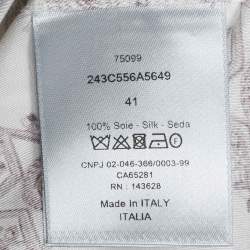 75099
243C556A5649
41
100% Soie - Silk - Seda
CNPJ 02-046-366/0003-99
CA65281
RN : 143628
Made In ITALY
ITALIA